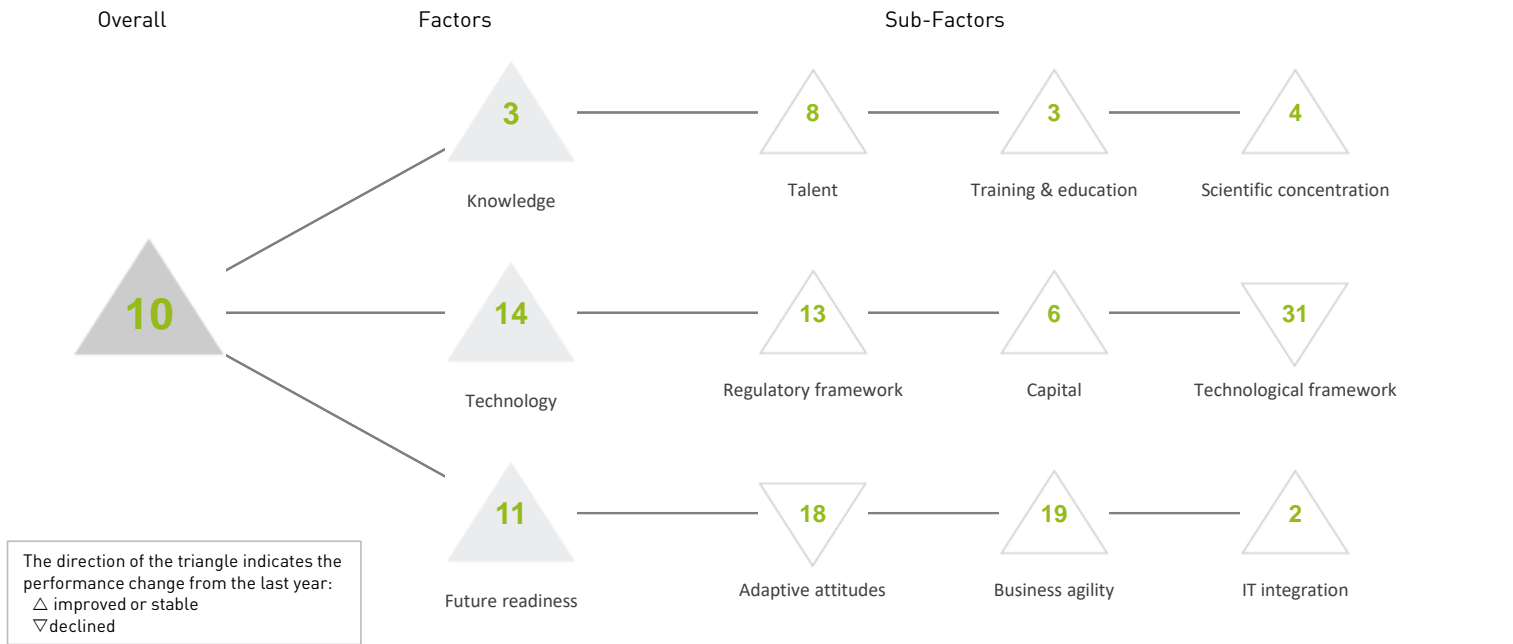 Overall
Factors
Sub-Factors
3
8
3
4
Knowledge
Talent
Training & education
Scientific concentration
10
14
13
6
31
Technology
Regulatory framework
Capital
Technological framework
11
18
19
2
Future readiness
Adaptive attitudes
Business agility
IT integration
The direction of the triangle indicates the
performance change from the last year:
△ improved or stable
▽declined